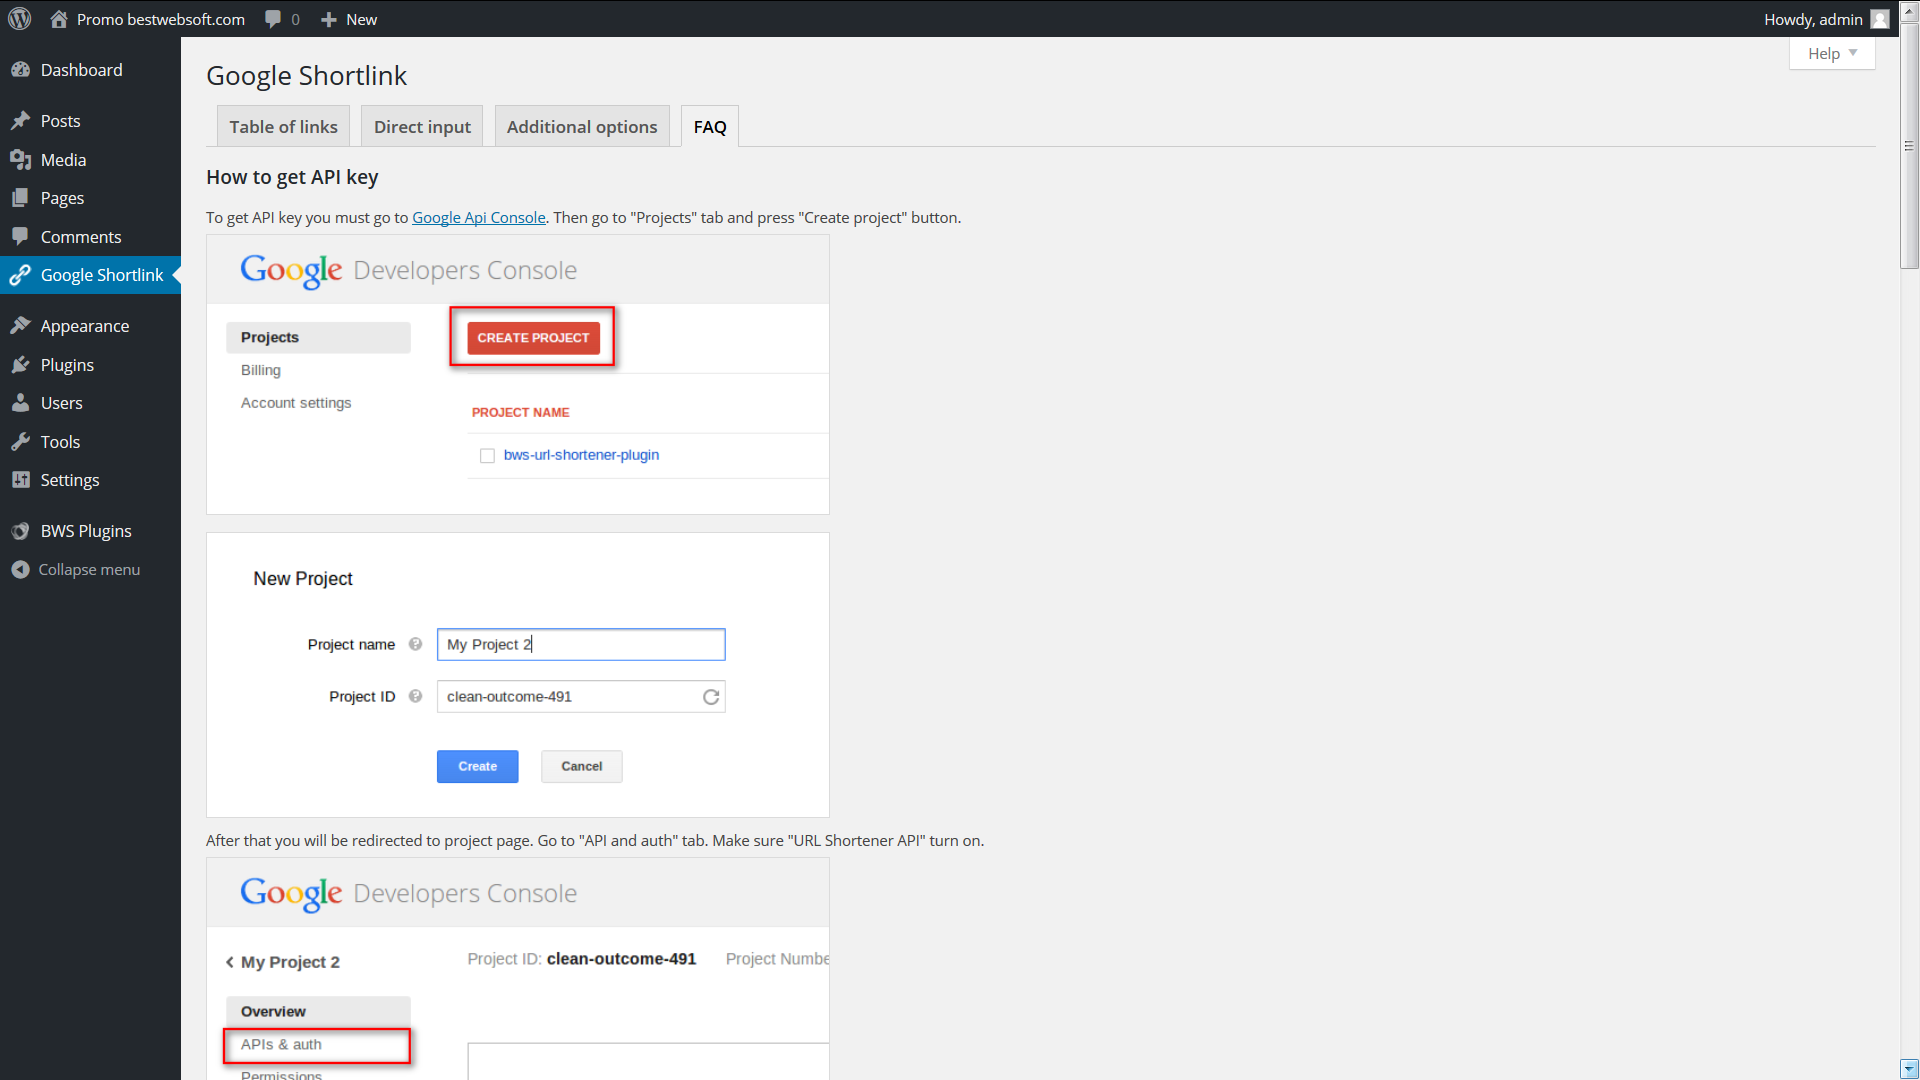 Promo bestwebsoft.com 0 New Howdy, admin
Help
Dashboard
Posts
Media
Pages
Comments
Google Shortlink
Appearance
Plugins
Users
Tools
Settings
BWS Plugins
Collapse menu
Google Shortlink
Table of links Direct input Additional options FAQ
How to get API key
To get API key you must go to Google Api Console. Then go to "Projects" tab and press "Create project" button.
Google Developers Console
Projects
Billing
Account settings
CREATE PROJECT
PROJECT NAME
bws-url-shortener-plugin
New Project
Project name ? My Project 2
Project ID ? clean-outcome-491
Create Cancel
After that you will be redirected to project page. Go to "API and auth" tab. Make sure "URL Shortener API" turn on.
Google Developers Console
My Project 2
Project ID: clean-outcome-491 Project Numbe
Overview
APIs & auth
Permissions